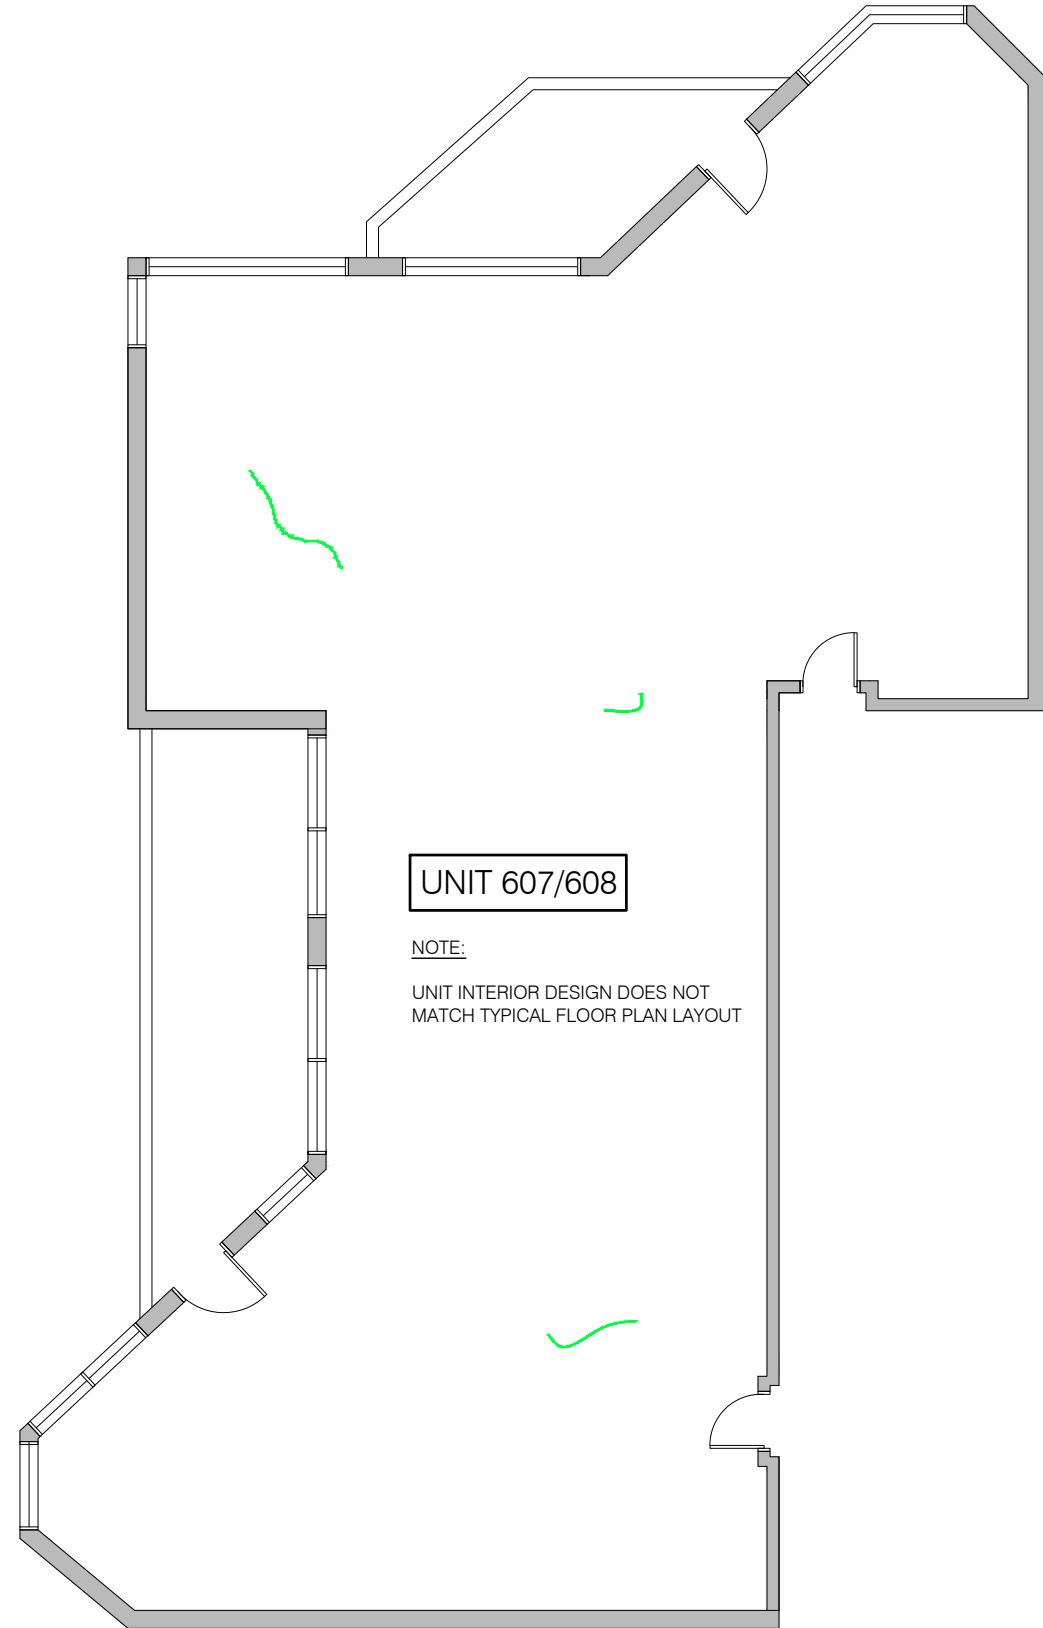 UNIT 607/608
NOTE:
UNIT INTERIOR DESIGN DOES NOT
MATCH TYPICAL FLOOR PLAN LAYOUT